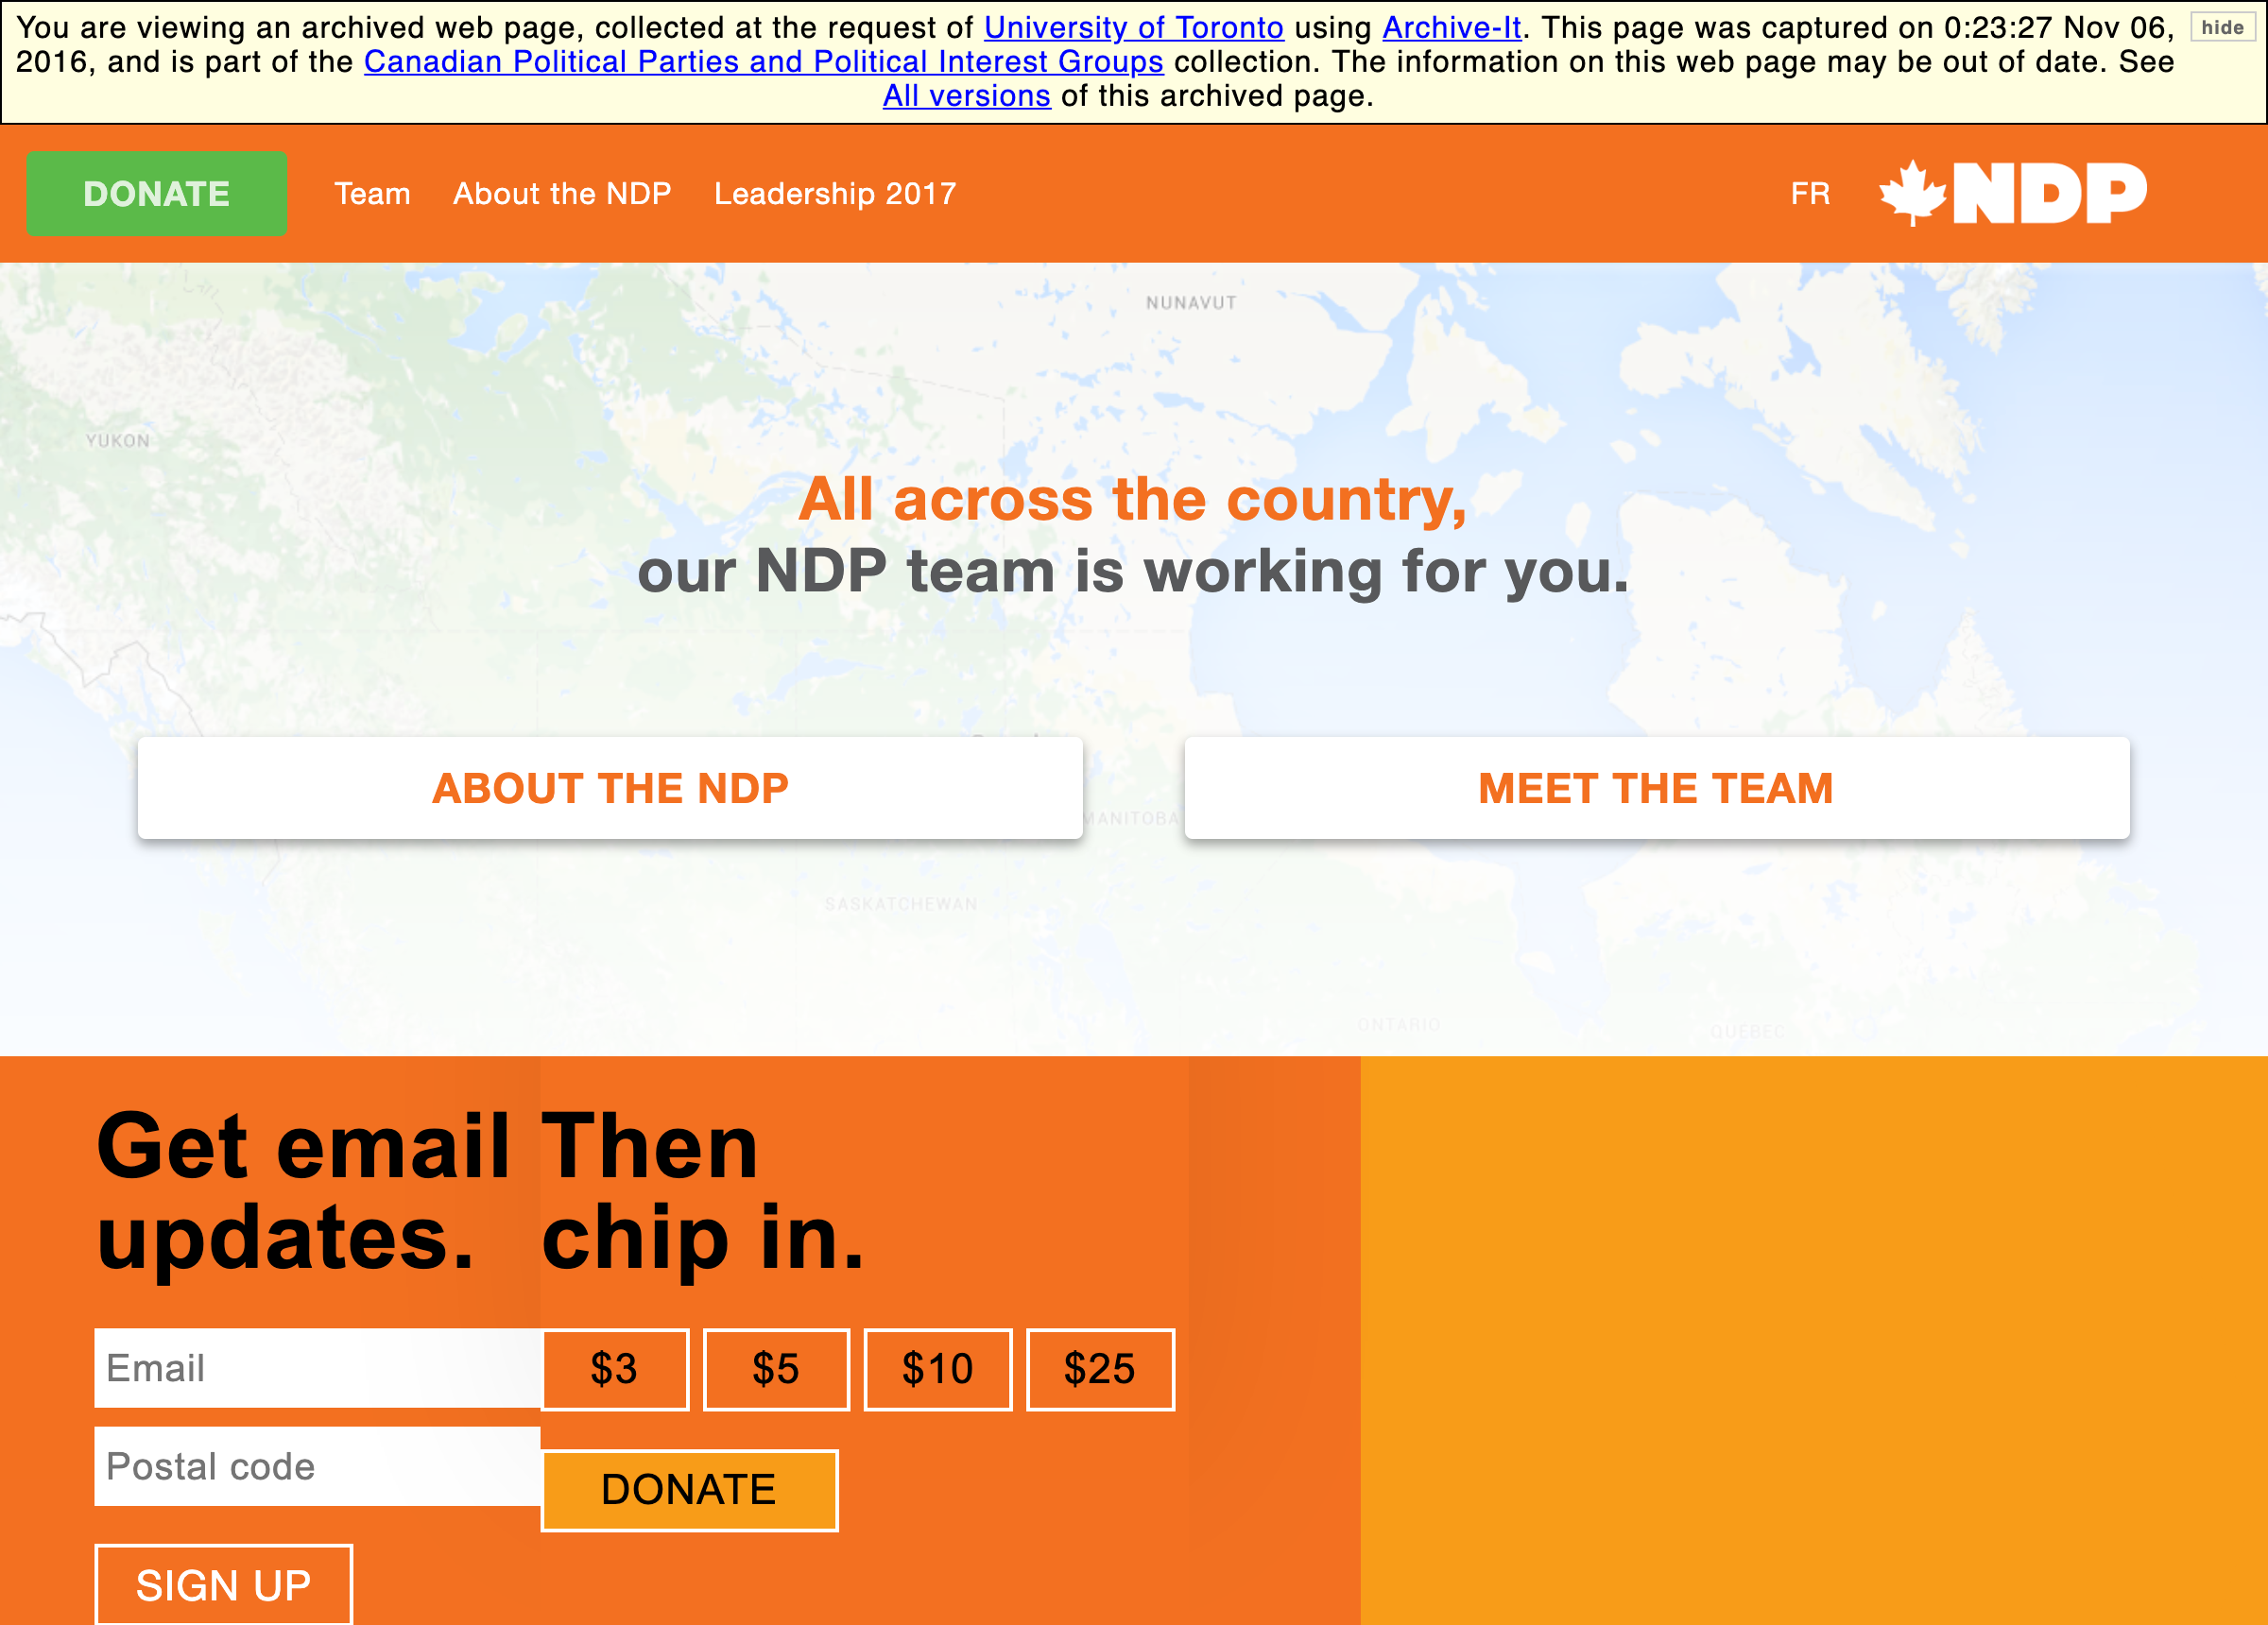 You are viewing an archived web page, collected at the request of University of Toronto using Archive-It. This page was captured on 0:23:27 Nov 06,
2016, and is part of the Canadian Political Parties and Political Interest Groups collection. The information on this web page may be out of date. See
All versions of this archived page.
hide
DONATE
Team
About the NDP
Leadership 2017
FR
NDP
NUNAVUT
YUKON
All across the country,
our NDP team is working for you.
ABOUT THE NDP
MEET THE TEAM
MANITOBA
SASKATCHEWAN
ONTARIO
QUEBEC
Get email
updates.
Then
chip in.
Email
Postal code
SIGN UP
$3
$5
$10
$25
DONATE